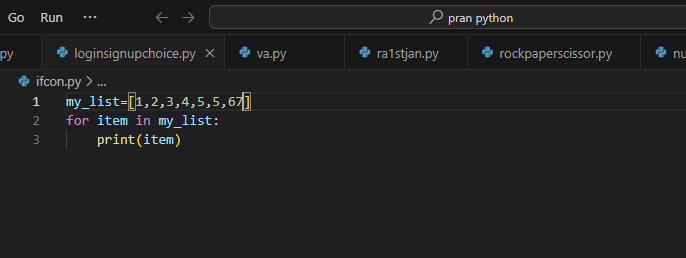 Go Run ... pran python
py loginsignupchoice.py va.py ra1stjan.py rockpaperscissor.py nu
ifcon.py > ...
1 my_list=[1,2,3,4,5,5,67]
2 for item in my_list:
3 print(item)